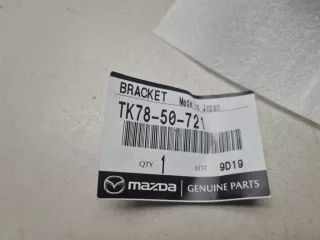 BRACKET Made in Japan
TK78-50-721
QTY 1 LOT 9D19
mazda GENUINE PARTS